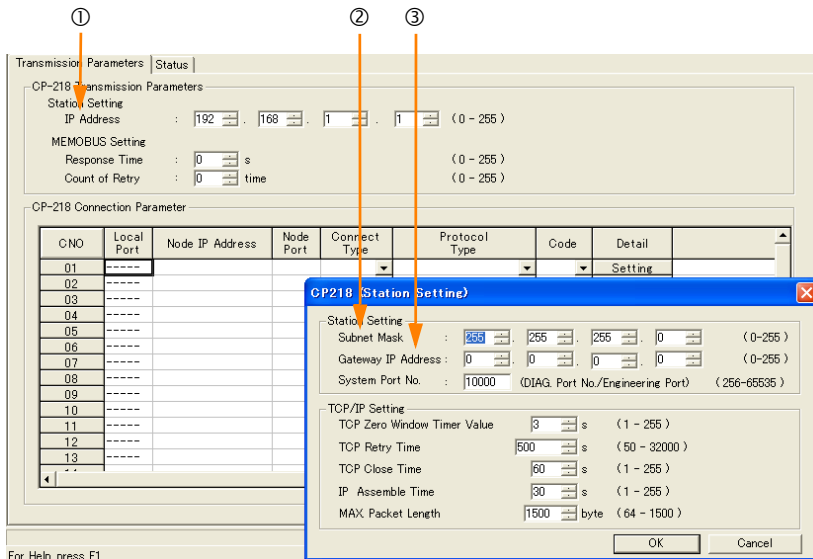 ① ② ③
Transmission Parameters Status
CP-218 Transmission Parameters
Station Setting
IP Address : 192 . 168 . 1 . 1 (0 - 255)
MEMOBUS Setting
Response Time : 0 s (0 - 255)
Count of Retry : 0 time (0 - 255)
CP-218 Connection Parameter
CNO Local Port Node IP Address Node Port Connect Type Protocol Type Code Detail
01 ----- Setting
02 -----
03 -----
04 -----
05 -----
06 -----
07 -----
08 -----
09 -----
10 -----
11 -----
12 -----
13 -----
CP218 (Station Setting)
Station Setting
Subnet Mask : 255 . 255 . 255 . 0 (0-255)
Gateway IP Address : 0 . 0 . 0 . 0 (0-255)
System Port No. : 10000 (DIAG. Port No./Engineering Port) (256-65535)
TCP/IP Setting
TCP Zero Window Timer Value 3 s (1 - 255)
TCP Retry Time 500 s (50 - 32000)
TCP Close Time 60 s (1 - 255)
IP Assemble Time 30 s (1 - 255)
MAX. Packet Length 1500 byte (64 - 1500)
OK Cancel
For Help, press F1